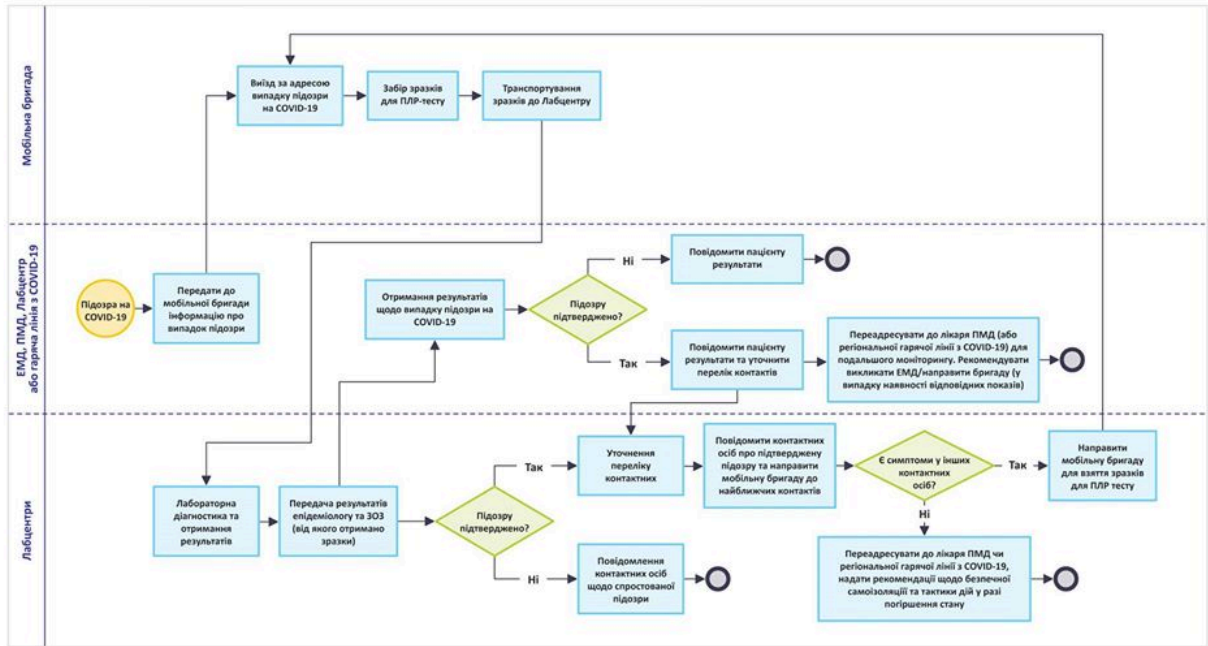 Мобільна бригада
Виїзд за адресою
випадку підозри
на COVID-19
Забір зразків
для ПЛР-тесту
Транспортування
зразків до Лабцентру
ЕМД, ПМД, Лабцентр
або гаряча лінія з COVID-19
Підозра на
COVID-19
Передати до
мобільної бригади
інформацію про
випадок підозри
Отримання результатів
щодо випадку підозри на
COVID-19
Підозру
підтверджено?
Ні
Повідомити пацієнту
результати
Так
Повідомити пацієнту
результати та уточнити
перелік контактів
Переадресувати до лікаря ПМД (або
регіональної гарячої лінії з COVID-19) для
подальшого моніторингу. Рекомендувати
викликати ЕМД/направити бригаду (у
випадку наявності відповідних показів)
Лабцентри
Лабораторна
діагностика та
отримання
результатів
Передача результатів
епідеміологу та ЗОЗ
(від якого отримано
зразки)
Підозру
підтверджено?
Так
Уточнення
переліку
контактних
Повідомити контактних
осіб про підтверджену
підозру та направити
мобільну бригаду до
найближчих контактів
Є симптоми у інших
контактних
осіб?
Так
Направити
мобільну бригаду
для взяття зразків
для ПЛР тесту
Ні
Повідомлення
контактних осіб
щодо спростованої
підозри
Ні
Переадресувати до лікаря ПМД чи
регіональної гарячої лінії з COVID-19,
надати рекомендації щодо безпечної
самоізоляціїї та тактики дій у разі
погіршення стану